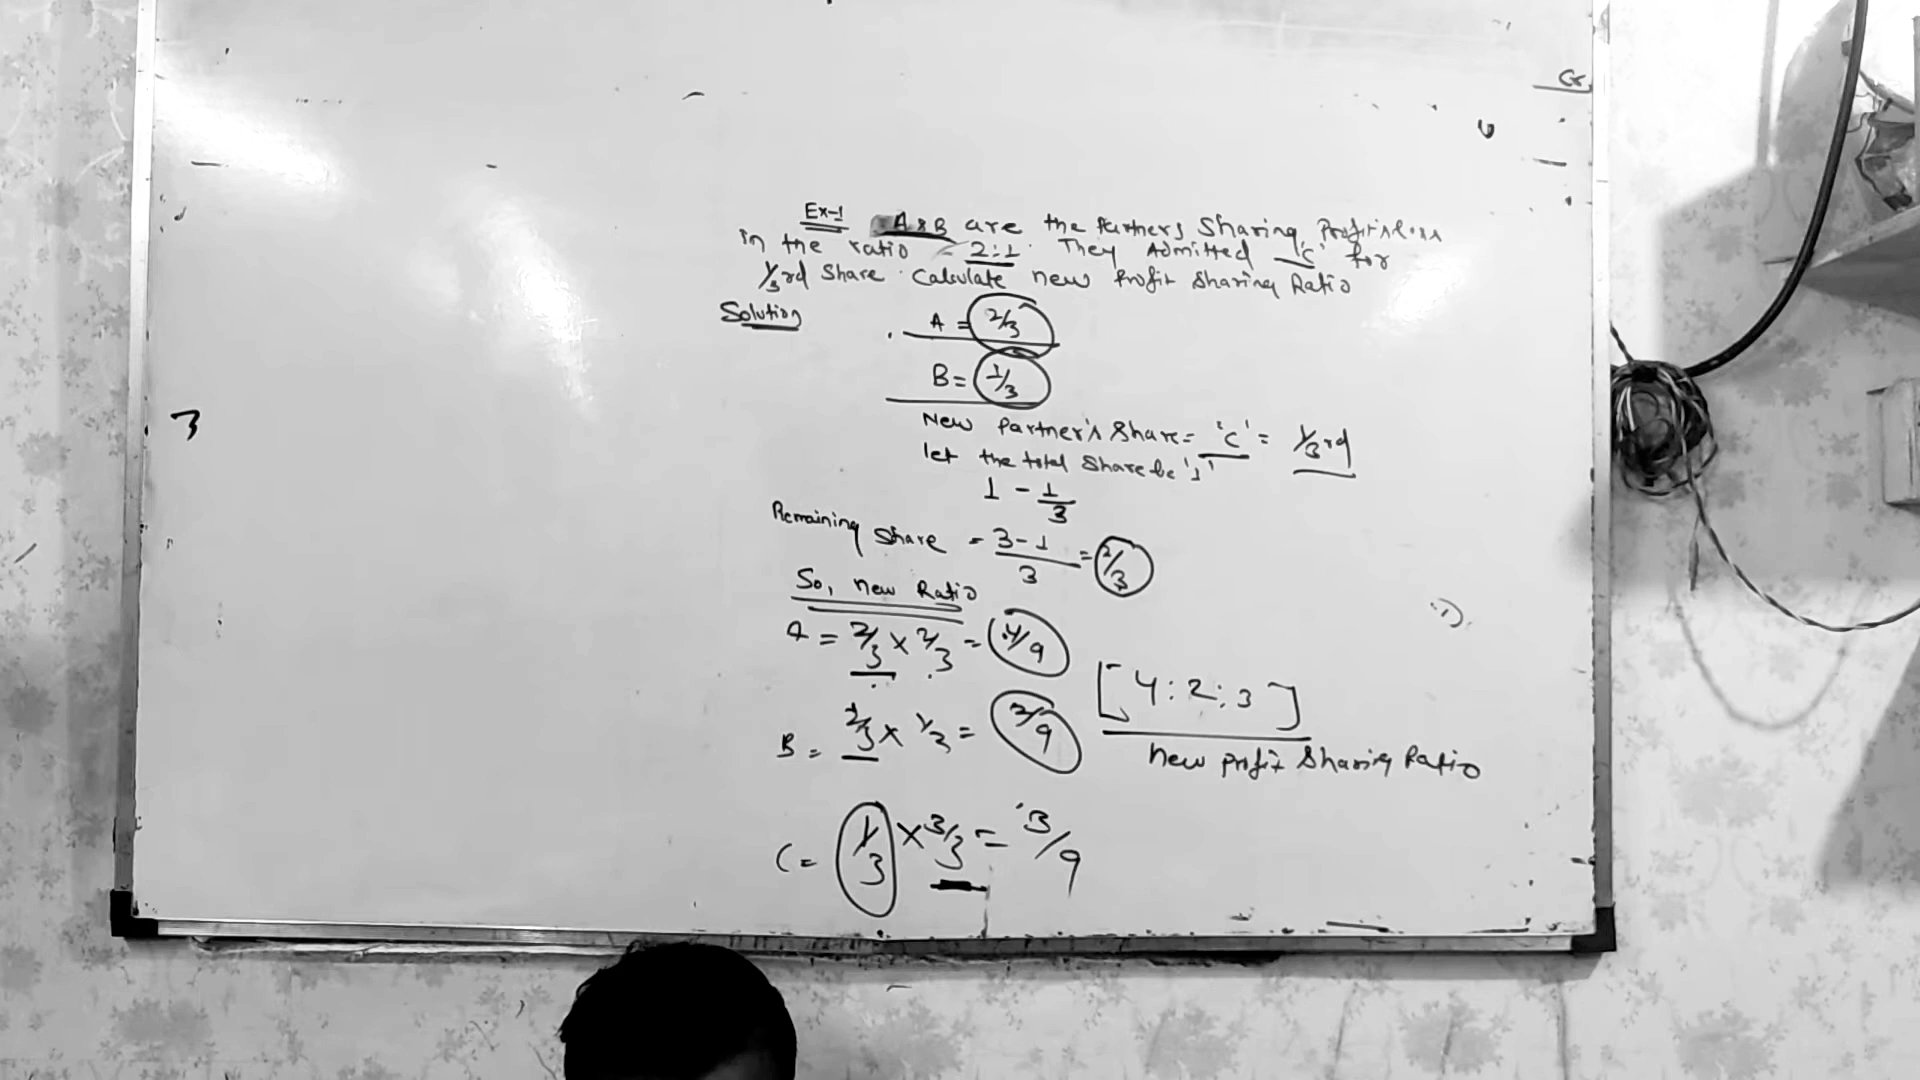 Cr.
Ex-1 A & B are the Partners Sharing Profits & loss
in the ratio = 2:1. They Admitted 'C' for
1/3rd Share. Calculate new Profit Sharing Ratio
Solution
A = 2/3
B = 1/3
New Partner's Share = 'C' = 1/3rd
let the total Share be '1'
1 - 1/3
Remaining Share = 3-1/3 = 2/3
So, new Ratio
A = 2/3 × 2/3 = 4/9
B = 2/3 × 1/3 = 2/9
[4:2:3]
New profit Sharing Ratio
C = 1/3 × 3/3 = 3/9